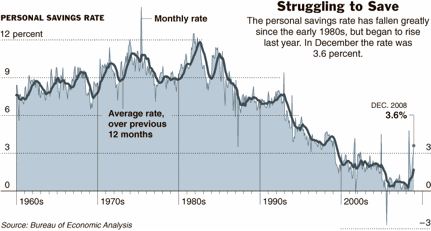 Struggling to Save
The personal savings rate has fallen greatly
since the early 1980s, but began to rise
last year. In December the rate was
3.6 percent.
PERSONAL SAVINGS RATE
Monthly rate
12 percent
9
6
3
0
Average rate,
over previous
12 months
DEC. 2008
3.6%
3
0
–3
1960s 1970s 1980s 1990s 2000s
Source: Bureau of Economic Analysis